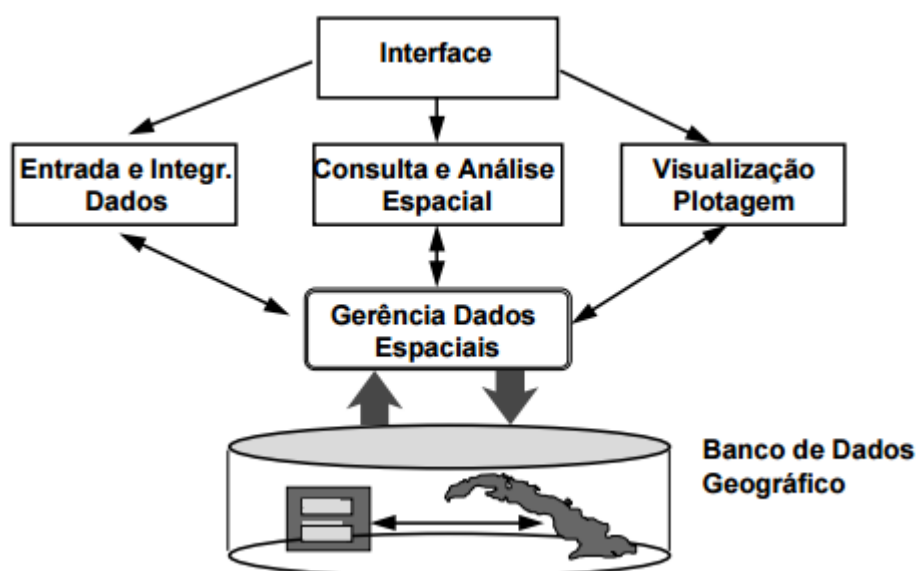 Interface
Entrada e Integr.
Dados
Consulta e Análise
Espacial
Visualização
Plotagem
Gerência Dados
Espaciais
Banco de Dados
Geográfico